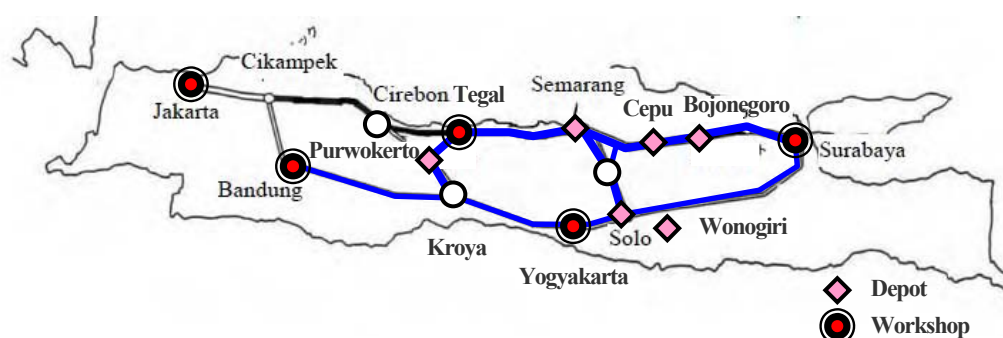 Cikampek
Semarang
Cirebon Tegal
Cepu Bojonegoro
Jakarta
Purwokerto
Surabaya
Bandung
Wonogiri
Solo
Kroya
Yogyakarta
Depot
Workshop